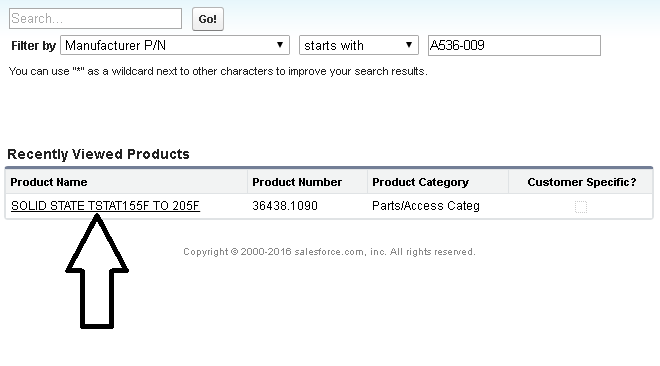 Search... Go!
Filter by Manufacturer P/N starts with A536-009
You can use "*" as a wildcard next to other characters to improve your search results.
Recently Viewed Products
Product Name Product Number Product Category Customer Specific?
SOLID STATE TSTAT155F TO 205F 36438.1090 Parts/Access Categ
Copyright © 2000-2016 salesforce.com, inc. All rights reserved.